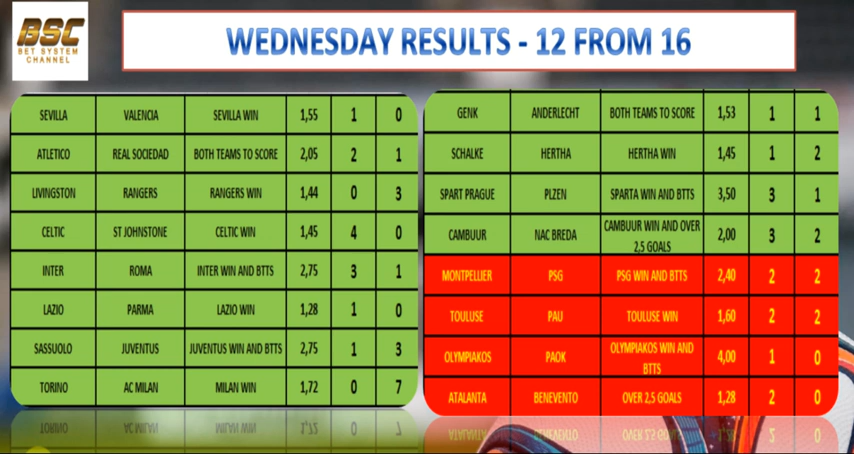 BSC
BET SYSTEM
CHANNEL
WEDNESDAY RESULTS - 12 FROM 16
SEVILLA VALENCIA SEVILLA WIN 1,55 1 0
ATLETICO REAL SOCIEDAD BOTH TEAMS TO SCORE 2,05 2 1
LIVINGSTON RANGERS RANGERS WIN 1,44 0 3
CELTIC ST JOHNSTONE CELTIC WIN 1,45 4 0
INTER ROMA INTER WIN AND BTTS 2,75 3 1
LAZIO PARMA LAZIO WIN 1,28 1 0
SASSUOLO JUVENTUS JUVENTUS WIN AND BTTS 2,75 1 3
TORINO AC MILAN MILAN WIN 1,72 0 7
GENK ANDERLECHT BOTH TEAMS TO SCORE 1,53 1 1
SCHALKE HERTHA HERTHA WIN 1,45 1 2
SPART PRAGUE PLZEN SPARTA WIN AND BTTS 3,50 3 1
CAMBUUR NAC BREDA CAMBUUR WIN AND OVER 2,5 GOALS 2,00 3 2
MONTPELLIER PSG PSG WIN AND BTTS 2,40 2 2
TOULUSE PAU TOULUSE WIN 1,60 2 2
OLYMPIAKOS PAOK OLYMPIAKOS WIN AND BTTS 4,00 1 0
ATALANTA BENEVENTO OVER 2,5 GOALS 1,28 2 0